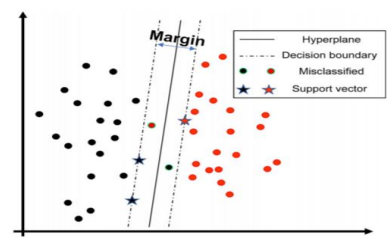 Margin
Hyperplane
Decision boundary
Misclassified
Support vector